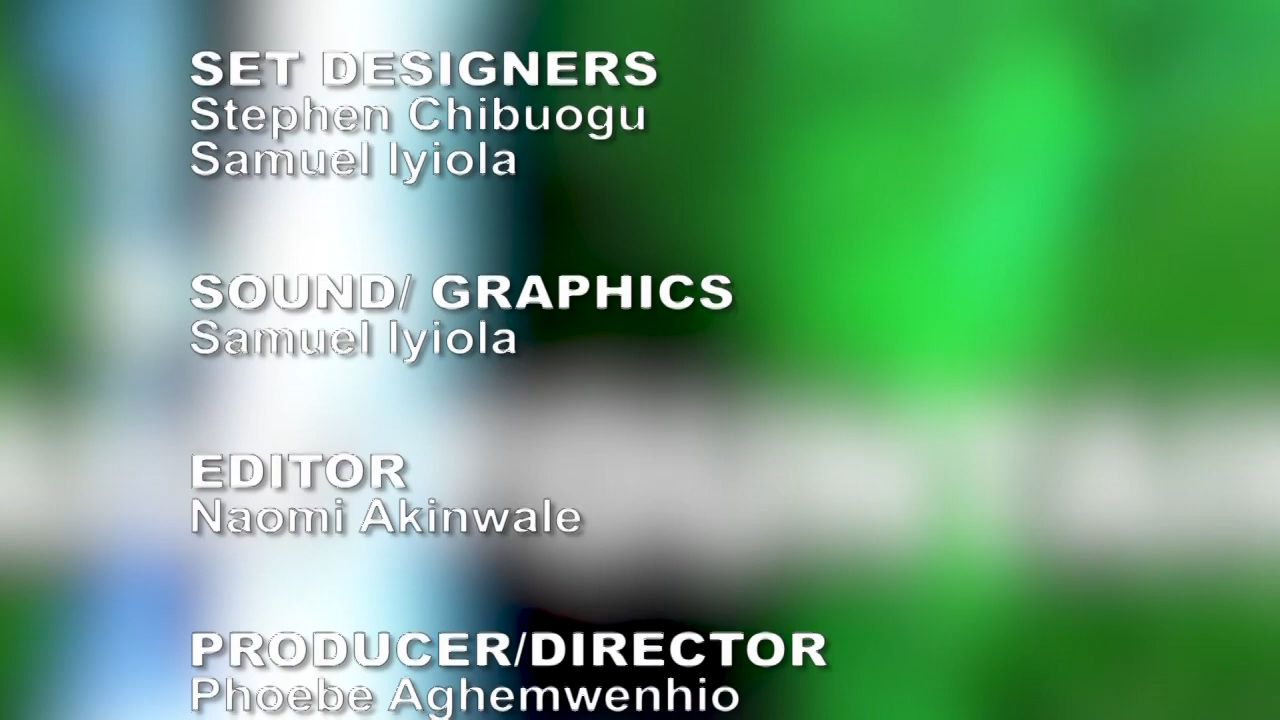 SET DESIGNERS
Stephen Chibuogu
Samuel Iyiola
SOUND/ GRAPHICS
Samuel Iyiola
EDITOR
Naomi Akinwale
PRODUCER/DIRECTOR
Phoebe Aghemwenhio